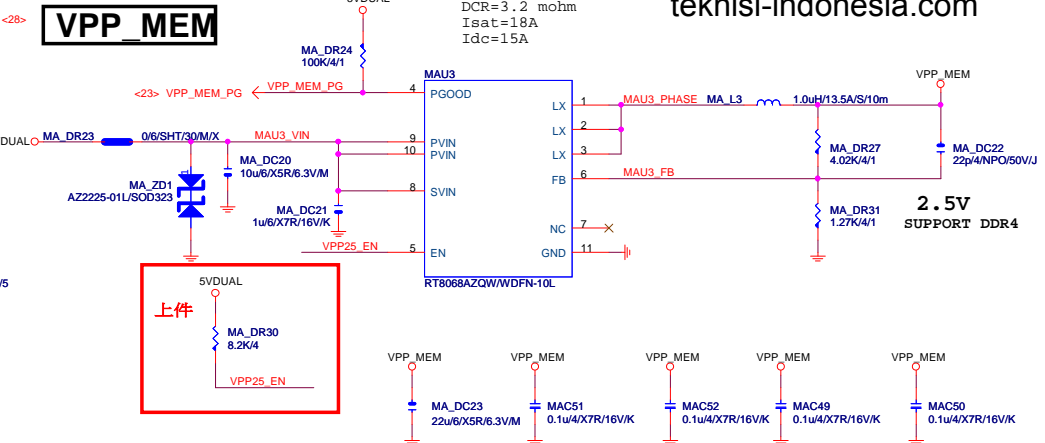 <28>
VPP_MEM
DCR=3.2 mohm
Isat=18A
Idc=15A
teknisi-indonesia.com
MA_DR24
100K/4/1
<23> VPP_MEM_PG
VPP_MEM_PG
MAU3
4
PGOOD
9
PVIN
10
PVIN
8
SVIN
5
EN
LX
1
LX
2
LX
3
FB
6
NC
7
GND
11
RT8068AZQW/WDFN-10L
MAU3_PHASE
MA_L3
1.0uH/13.5A/S/10m
VPP_MEM
MA_DR27
4.02K/4/1
MA_DC22
22p/4/NPO/50V/J
MAU3_FB
MA_DR31
1.27K/4/1
2.5V
SUPPORT DDR4
MA_DR23
0/6/SHT/30/M/X
MAU3_VIN
MA_DC20
10u/6/X5R/6.3V/M
MA_ZD1
AZ2225-01L/SOD323
MA_DC21
1u/6/X7R/16V/K
VPP25_EN
5VDUAL
上件
MA_DR30
8.2K/4
VPP25_EN
VPP_MEM
MA_DC23
22u/6/X5R/6.3V/M
VPP_MEM
MAC51
0.1u/4/X7R/16V/K
VPP_MEM
MAC52
0.1u/4/X7R/16V/K
VPP_MEM
MAC49
0.1u/4/X7R/16V/K
VPP_MEM
MAC50
0.1u/4/X7R/16V/K